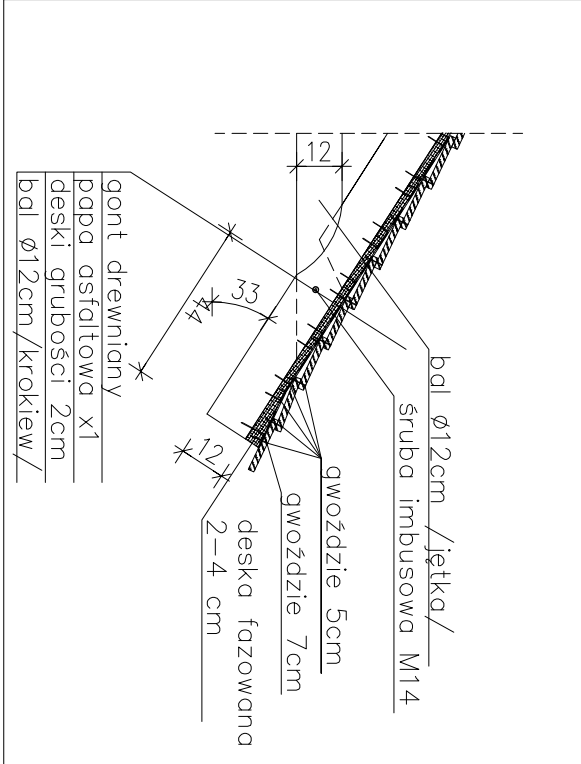 bal ø12cm /jętka/
śruba imbusowa M14
gwoździe 5cm
gwoździe 7cm
deska fazowana
2-4 cm
12
33
44
12
gont drewniany
papa asfaltowa x1
deski grubości 2cm
bal ø12cm/krokiew/